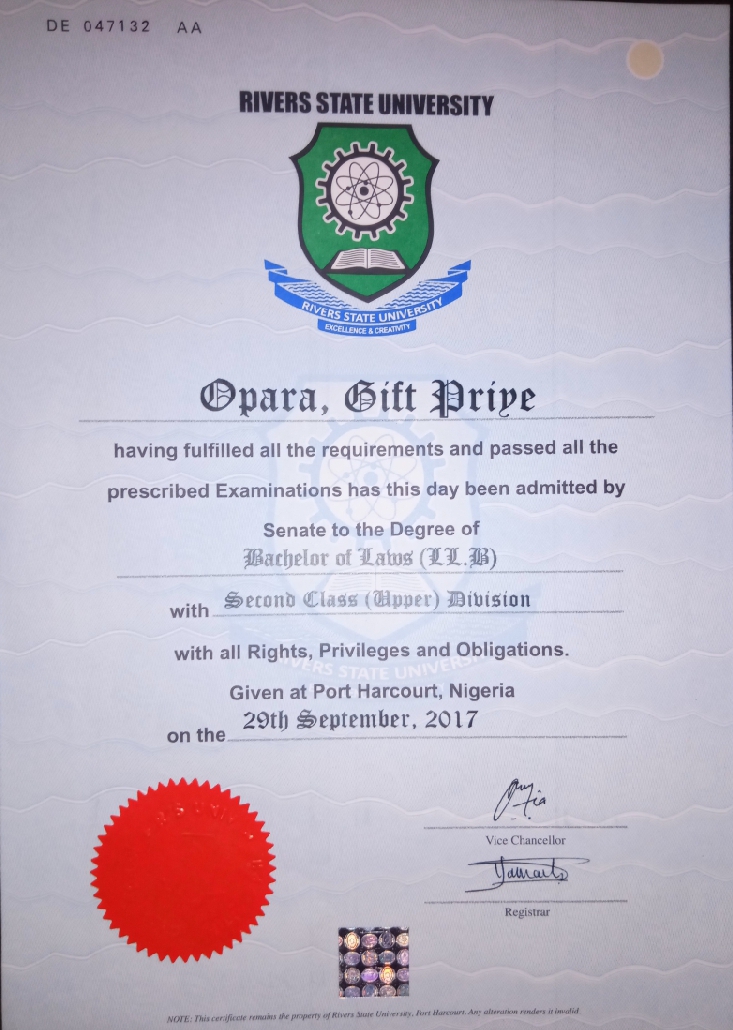 DE 047132 AA
RIVERS STATE UNIVERSITY
RIVERS STATE UNIVERSITY
EXCELLENCE & CREATIVITY
Opara, Gift Priye
having fulfilled all the requirements and passed all the
prescribed Examinations has this day been admitted by
Senate to the Degree of
Bachelor of Laws (LL.B)
with Second Class (Upper) Division
with all Rights, Privileges and Obligations.
Given at Port Harcourt, Nigeria
on the 29th September, 2017
Vice Chancellor
Registrar
NOTE: This certificate remains the property of Rivers State University, Port Harcourt. Any alteration renders it invalid.